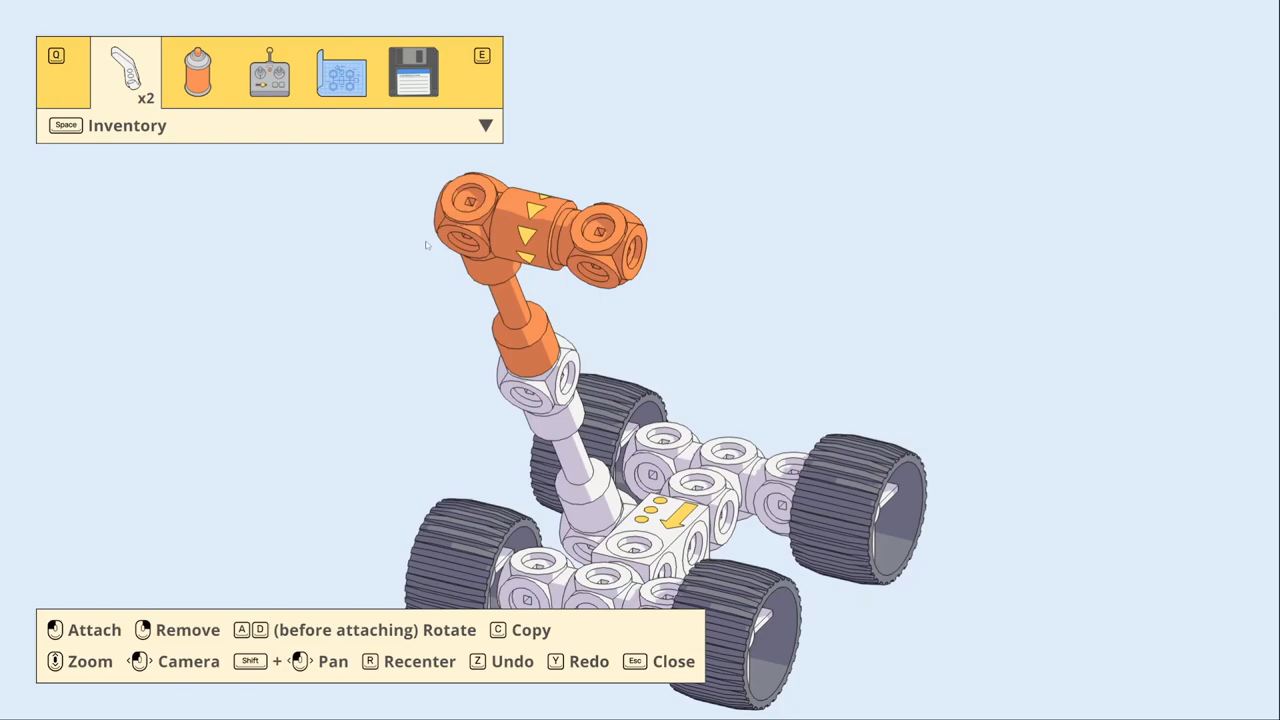 Q
E
x2
Space Inventory
Attach Remove A D (before attaching) Rotate C Copy
Zoom Camera Shift + Pan R Recenter Z Undo Y Redo Esc Close